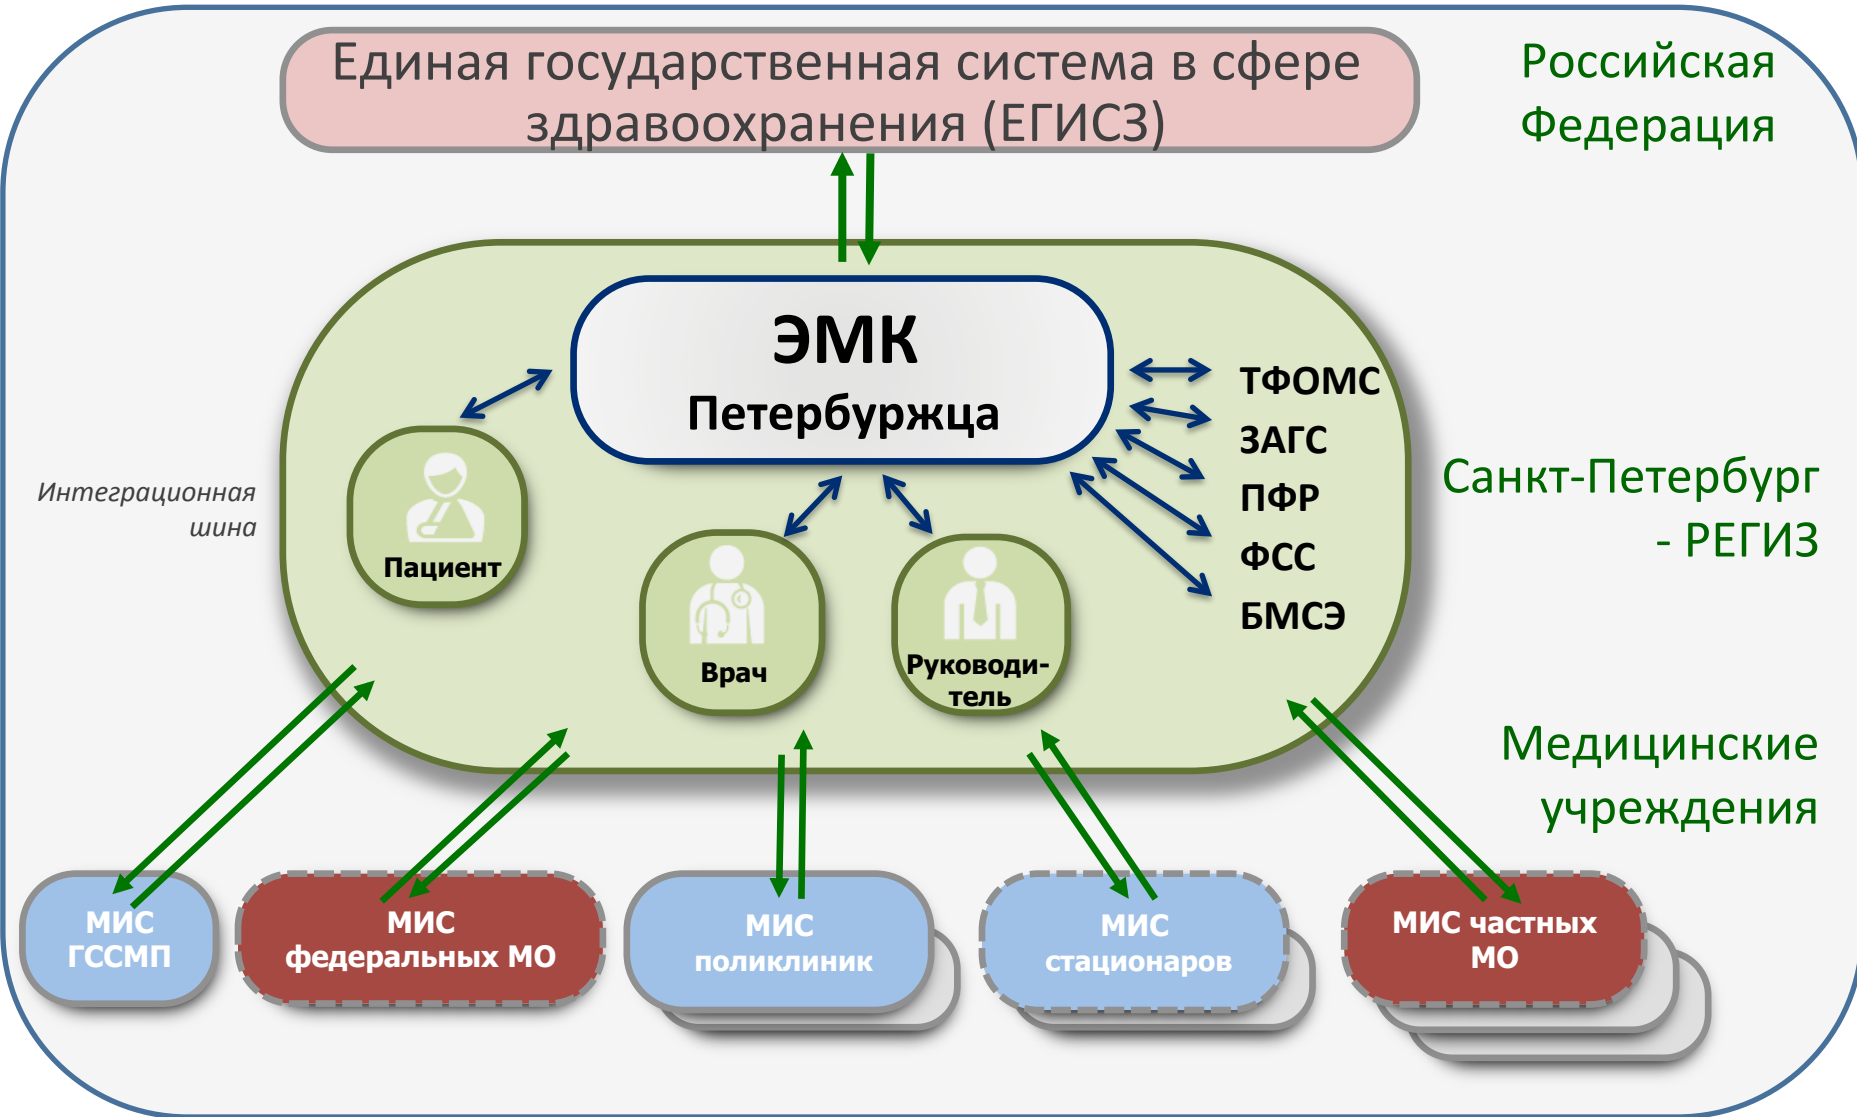 Единая государственная система в сфере
здравоохранения (ЕГИСЗ)
Российская
Федерация
ЭМК
Петербуржца
ТФОМС
ЗАГС
ПФР
ФСС
БМСЭ
Интеграционная
шина
Пациент
Врач
Руководи-
тель
Санкт-Петербург
- РЕГИЗ
Медицинские
учреждения
МИС
ГССМП
МИС
федеральных МО
МИС
поликлиник
МИС
стационаров
МИС частных
МО